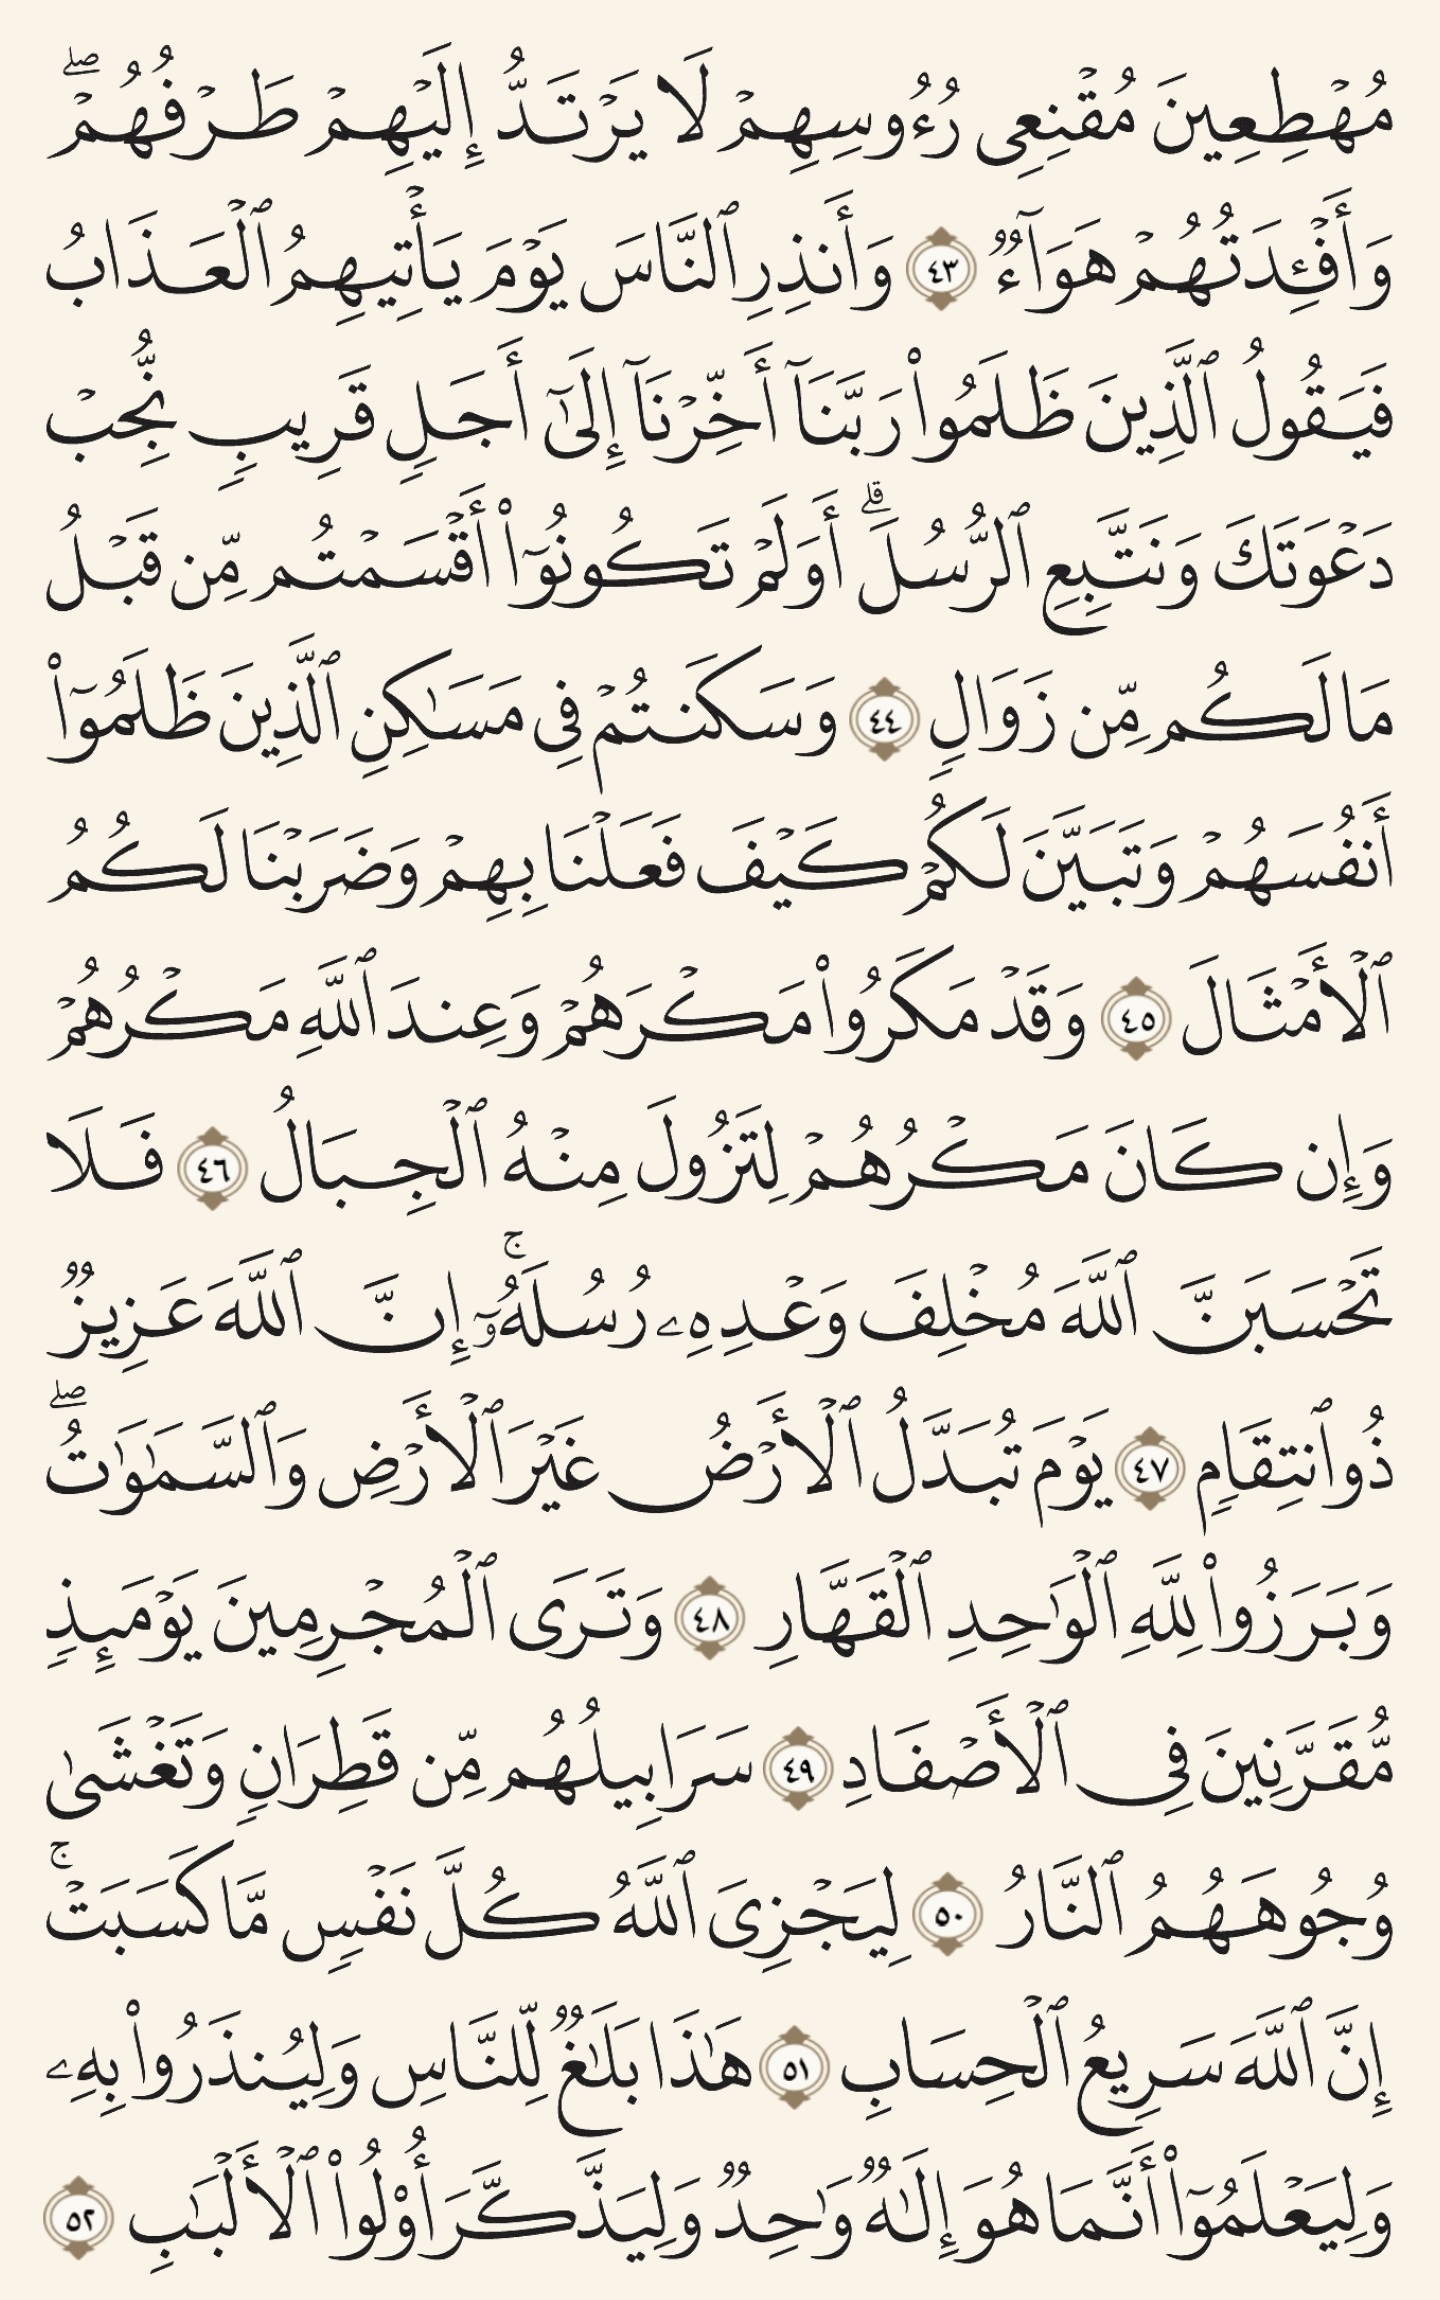 مُهْطِعِينَ مُقْنِعِى رُءُوسِهِمْ لَا يَرْتَدُّ إِلَيْهِمْ طَرْفُهُمْ ۖ
وَأَفْـِٔدَتُهُمْ هَوَآءٌ ٤٣ وَأَنذِرِ ٱلنَّاسَ يَوْمَ يَأْتِيهِمُ ٱلْعَذَابُ
فَيَقُولُ ٱلَّذِينَ ظَلَمُوا۟ رَبَّنَآ أَخِّرْنَآ إِلَىٰٓ أَجَلٍ قَرِيبٍ نُّجِبْ
دَعْوَتَكَ وَنَتَّبِعِ ٱلرُّسُلَ ۗ أَوَلَمْ تَكُونُوٓا۟ أَقْسَمْتُم مِّن قَبْلُ
مَا لَكُم مِّن زَوَالٍ ٤٤ وَسَكَنتُمْ فِى مَسَـٰكِنِ ٱلَّذِينَ ظَلَمُوٓا۟
أَنفُسَهُمْ وَتَبَيَّنَ لَكُمْ كَيْفَ فَعَلْنَا بِهِمْ وَضَرَبْنَا لَكُمُ
ٱلْأَمْثَالَ ٤٥ وَقَدْ مَكَرُوا۟ مَكْرَهُمْ وَعِندَ ٱللَّهِ مَكْرُهُمْ
وَإِن كَانَ مَكْرُهُمْ لِتَزُولَ مِنْهُ ٱلْجِبَالُ ٤٦ فَلَا
تَحْسَبَنَّ ٱللَّهَ مُخْلِفَ وَعْدِهِۦ رُسُلَهُۥٓ ۚ إِنَّ ٱللَّهَ عَزِيزٌ
ذُو ٱنتِقَامٍ ٤٧ يَوْمَ تُبَدَّلُ ٱلْأَرْضُ غَيْرَ ٱلْأَرْضِ وَٱلسَّمَـٰوَٰتُ ۖ
وَبَرَزُوا۟ لِلَّهِ ٱلْوَٰحِدِ ٱلْقَهَّارِ ٤٨ وَتَرَى ٱلْمُجْرِمِينَ يَوْمَئِذٍ
مُّقَرَّنِينَ فِى ٱلْأَصْفَادِ ٤٩ سَرَابِيلُهُم مِّن قَطِرَانٍ وَتَغْشَىٰ
وُجُوهَهُمُ ٱلنَّارُ ٥٠ لِيَجْزِىَ ٱللَّهُ كُلَّ نَفْسٍ مَّا كَسَبَتْ ۚ
إِنَّ ٱللَّهَ سَرِيعُ ٱلْحِسَابِ ٥١ هَـٰذَا بَلَـٰغٌ لِّلنَّاسِ وَلِيُنذَرُوا۟ بِهِۦ
وَلِيَعْلَمُوٓا۟ أَنَّمَا هُوَ إِلَـٰهٌ وَٰحِدٌ وَلِيَذَّكَّرَ أُو۟لُوا۟ ٱلْأَلْبَـٰبِ ٥٢